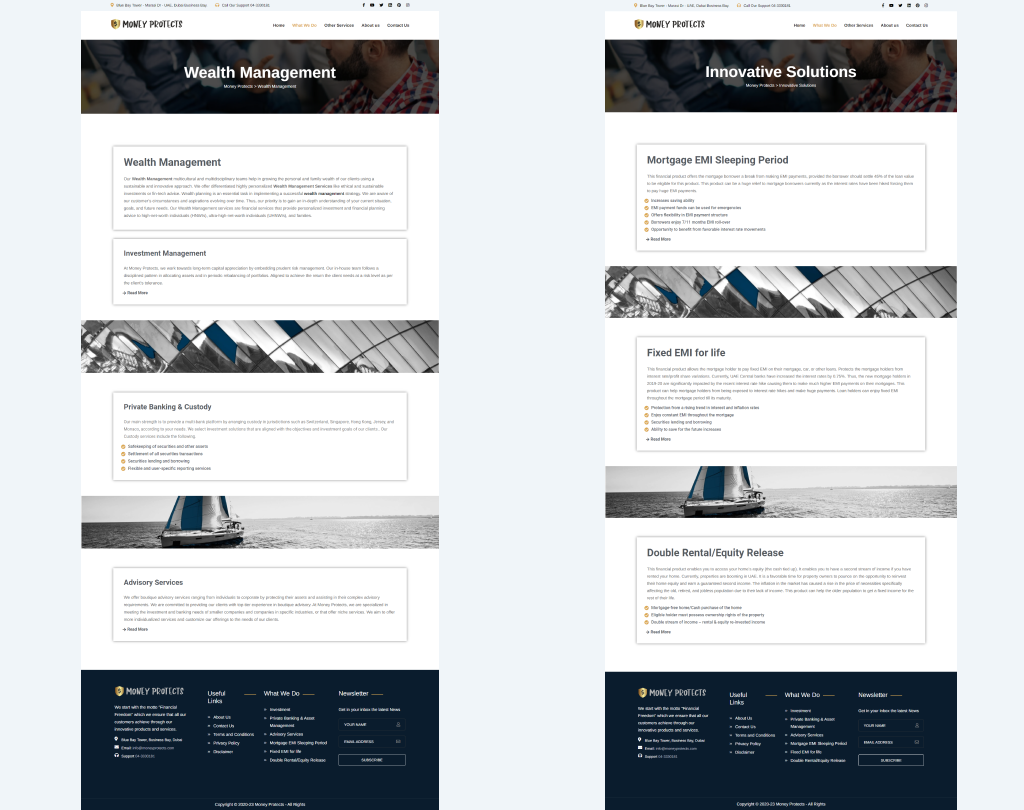 Blue Bay Tower - Marasi Dr - UAE, Dubai Business Bay Call Our Support 04-3330191
MONEY PROTECTS
Home What We Do Other Services About us Contact Us
Wealth Management
Money Protects > Wealth Management
Wealth Management
Our Wealth Management multicultural and multidisciplinary teams help in growing the personal and family wealth of our clients using a
sustainable and innovative approach. We offer differentiated highly personalized Wealth Management Services like ethical and sustainable
investments or fin-tech advice. Wealth planning is an essential task in implementing a successful wealth management strategy. We are aware of
our customer's circumstances and aspirations evolving over time. Thus, our priority is to gain an in-depth understanding of your current situation,
goals, and future needs. Our Wealth Management services are financial services that provide personalized investment and financial planning
advice to high-net-worth individuals (HNWIs), ultra-high-net-worth individuals (UHNWIs), and families.
Investment Management
At Money Protects, we work towards long-term capital appreciation by embedding prudent risk management. Our in-house team follows a
disciplined pattern in allocating assets and in periodic rebalancing of portfolios. Aligned to achieve the return the client wants at a risk level as per
the client's tolerance.
Read More
Private Banking & Custody
Our main strength is to provide a multi-bank platform by arranging custody in jurisdictions such as Switzerland, Singapore, Hong Kong, Jersey, and
Monaco, according to your needs. We select investment solutions that are aligned with the objectives and investment goals of our clients. Our
Custody services include the following:
Safekeeping of securities and other assets
Settlement of all securities transactions
Securities lending and borrowing
Flexible and user-specific reporting services
Advisory Services
We offer boutique advisory services ranging from individuals to corporate by protecting their assets and assisting in their complex advisory
requirements. We are committed to providing our clients with top-tier experience in boutique advisory. At Money Protects, we are specialized in
meeting the investment and banking needs of smaller companies and companies in specific industries, or that offer niche services. We aim to offer
more individualized services and customize our offerings to the needs of our clients.
Read More
MONEY PROTECTS
We start with the motto "Financial
Freedom" which we ensure that all our
customers achieve through our
innovative products and services.
Blue Bay Tower, Business Bay, Dubai
Email: info@moneyprotects.com
Support 04-3330191
Useful
Links
About Us
Contact Us
Terms and Conditions
Privacy Policy
Disclaimer
What We Do
Investment
Private Banking & Asset
Management
Advisory Services
Mortgage EMI Sleeping Period
Fixed EMI for life
Double Rental/Equity Release
Newsletter
Get in your inbox the latest News
YOUR NAME
EMAIL ADDRESS
SUBSCRIBE
Copyright © 2020-23 Money Protects - All Rights
Blue Bay Tower - Marasi Dr - UAE, Dubai Business Bay Call Our Support 04-3330191
MONEY PROTECTS
Home What We Do Other Services About us Contact Us
Innovative Solutions
Money Protects > Innovative Solutions
Mortgage EMI Sleeping Period
This financial product offers the mortgage borrower a break from making EMI payments, provided the borrower should settle 45% of the loan value
to be eligible for this product. This product can be a huge relief to mortgage borrowers currently as the interest rates have been hiked forcing them
to pay huge EMI payments.
Increases saving ability
EMI payment funds can be used for emergencies
Offers flexibility in EMI payment structure
Borrowers enjoy 7/11 months EMI roll-over
Opportunity to benefit from favorable interest rate movements
Read More
Fixed EMI for life
This financial product allows the mortgage holder to pay fixed EMI on their mortgage, car, or other loans. Protects the mortgage holders from
interest rate/profit share variations. Currently, UAE Central banks have increased the interest rates by 0.75%. Thus, the new mortgage holders in
2019-20 are significantly impacted by the recent interest rate hike causing them to make much higher EMI payments on their mortgages. This
product can help mortgage holders from being exposed to interest rate hikes and make huge payments. Loan holders can enjoy fixed EMI
throughout the mortgage period till its maturity.
Protection from a rising trend in interest and inflation rates
Enjoy constant EMI throughout the mortgage
Securities lending and borrowing
Ability to save for the future increases
Read More
Double Rental/Equity Release
This financial product enables you to access your home's equity (the cash tied up). It enables you to have a second stream of income if you have
rented your home. Currently, properties are booming in UAE. It is a favorable time for property owners to pounce on the opportunity to reinvest
their home equity and earn a guaranteed second income. The inflation in the market has caused a rise in the price of necessities specifically
affecting the old, retired, and jobless population due to their lack of income. This product can help the older population to get a fixed income for the
rest of their life.
Mortgage-free home/Cash purchase of the home
Eligible holder must possess ownership rights of the property
Double stream of income – rental & equity re-invested income
Read More
MONEY PROTECTS
We start with the motto "Financial
Freedom" which we ensure that all our
customers achieve through our
innovative products and services.
Blue Bay Tower, Business Bay, Dubai
Email: info@moneyprotects.com
Support 04-3330191
Useful
Links
About Us
Contact Us
Terms and Conditions
Privacy Policy
Disclaimer
What We Do
Investment
Private Banking & Asset
Management
Advisory Services
Mortgage EMI Sleeping Period
Fixed EMI for life
Double Rental/Equity Release
Newsletter
Get in your inbox the latest News
YOUR NAME
EMAIL ADDRESS
SUBSCRIBE
Copyright © 2020-23 Money Protects - All Rights